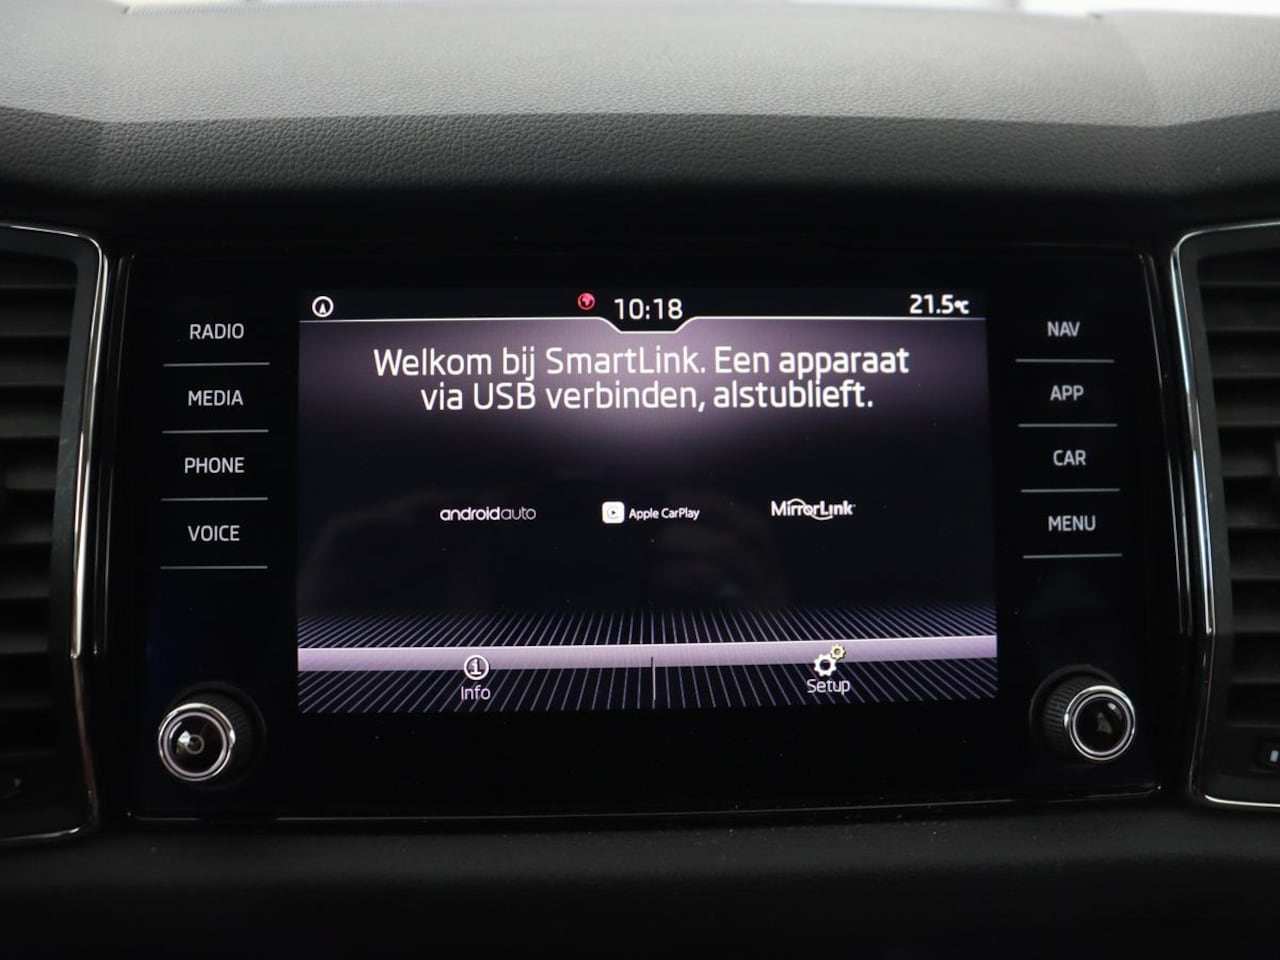 10:18
21.5°C
RADIO
MEDIA
PHONE
VOICE
Welkom bij SmartLink. Een apparaat
via USB verbinden, alstublieft.
androidauto
Apple CarPlay
MirrorLink
Info
Setup
NAV
APP
CAR
MENU